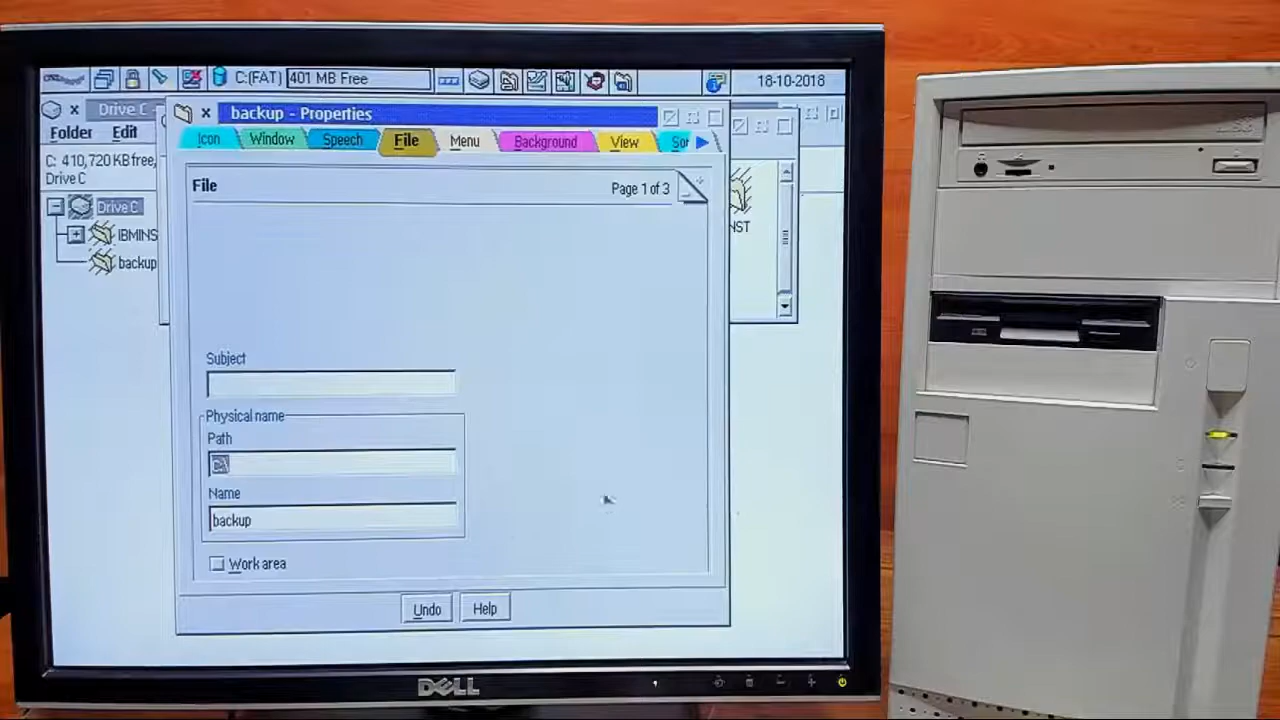 C:(FAT) 401 MB Free
18-10-2018
Drive C
Folder Edit
C: 410,720 KB free,
Drive C
Drive C
IBMINS
backup
backup - Properties
Icon Window Speech File Menu Background View
File
Page 1 of 3
Subject
Physical name
Path
Name
backup
Work area
Undo Help
NST
DELL